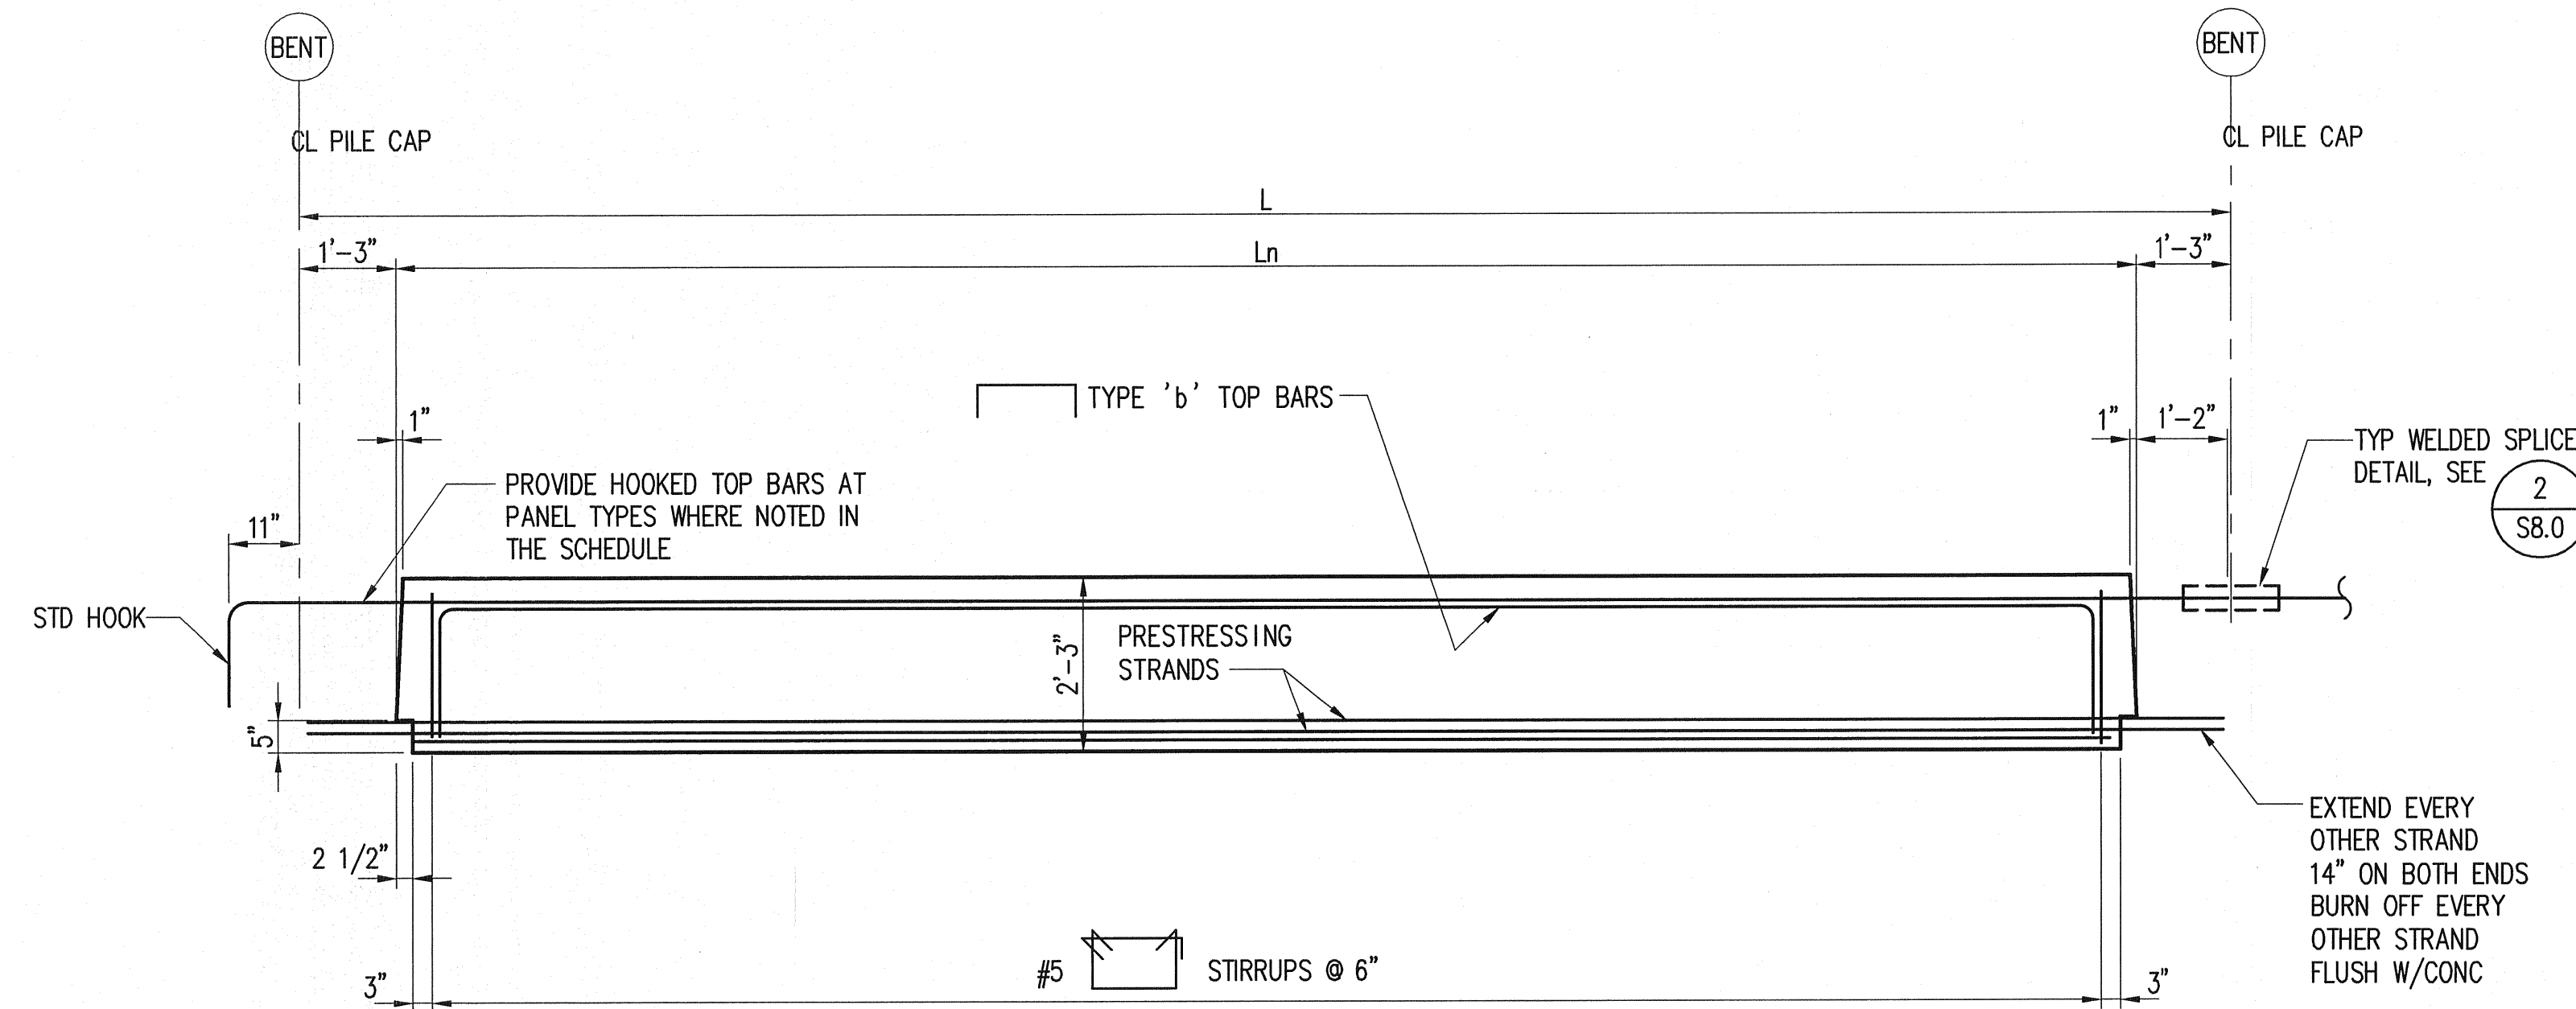 BENT
BENT
CL PILE CAP
CL PILE CAP
L
1'-3"
Ln
1'-3"
TYPE 'b' TOP BARS
1"
1"
1'-2"
TYP WELDED SPLICE
DETAIL, SEE
2
S8.0
PROVIDE HOOKED TOP BARS AT
PANEL TYPES WHERE NOTED IN
THE SCHEDULE
11"
STD HOOK
PRESTRESSING
STRANDS
2'-3"
5"
EXTEND EVERY
OTHER STRAND
14" ON BOTH ENDS
BURN OFF EVERY
OTHER STRAND
FLUSH W/CONC
2 1/2"
#5 STIRRUPS @ 6"
3"
3"